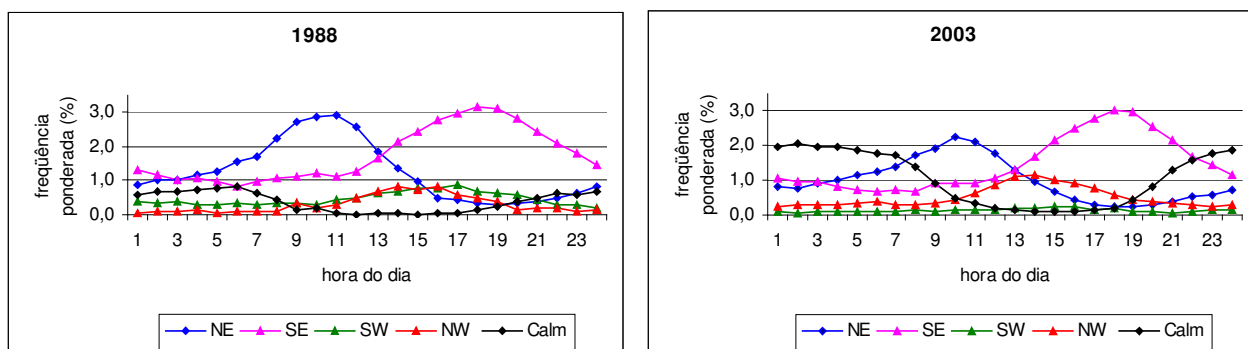 1988
freqüência
ponderada (%)
3,0
2,0
1,0
0,0
1 3 5 7 9 11 13 15 17 19 21 23
hora do dia
NE SE SW NW Calm
2003
freqüência
ponderada (%)
3,0
2,0
1,0
0,0
1 3 5 7 9 11 13 15 17 19 21 23
hora do dia
NE SE SW NW Calm